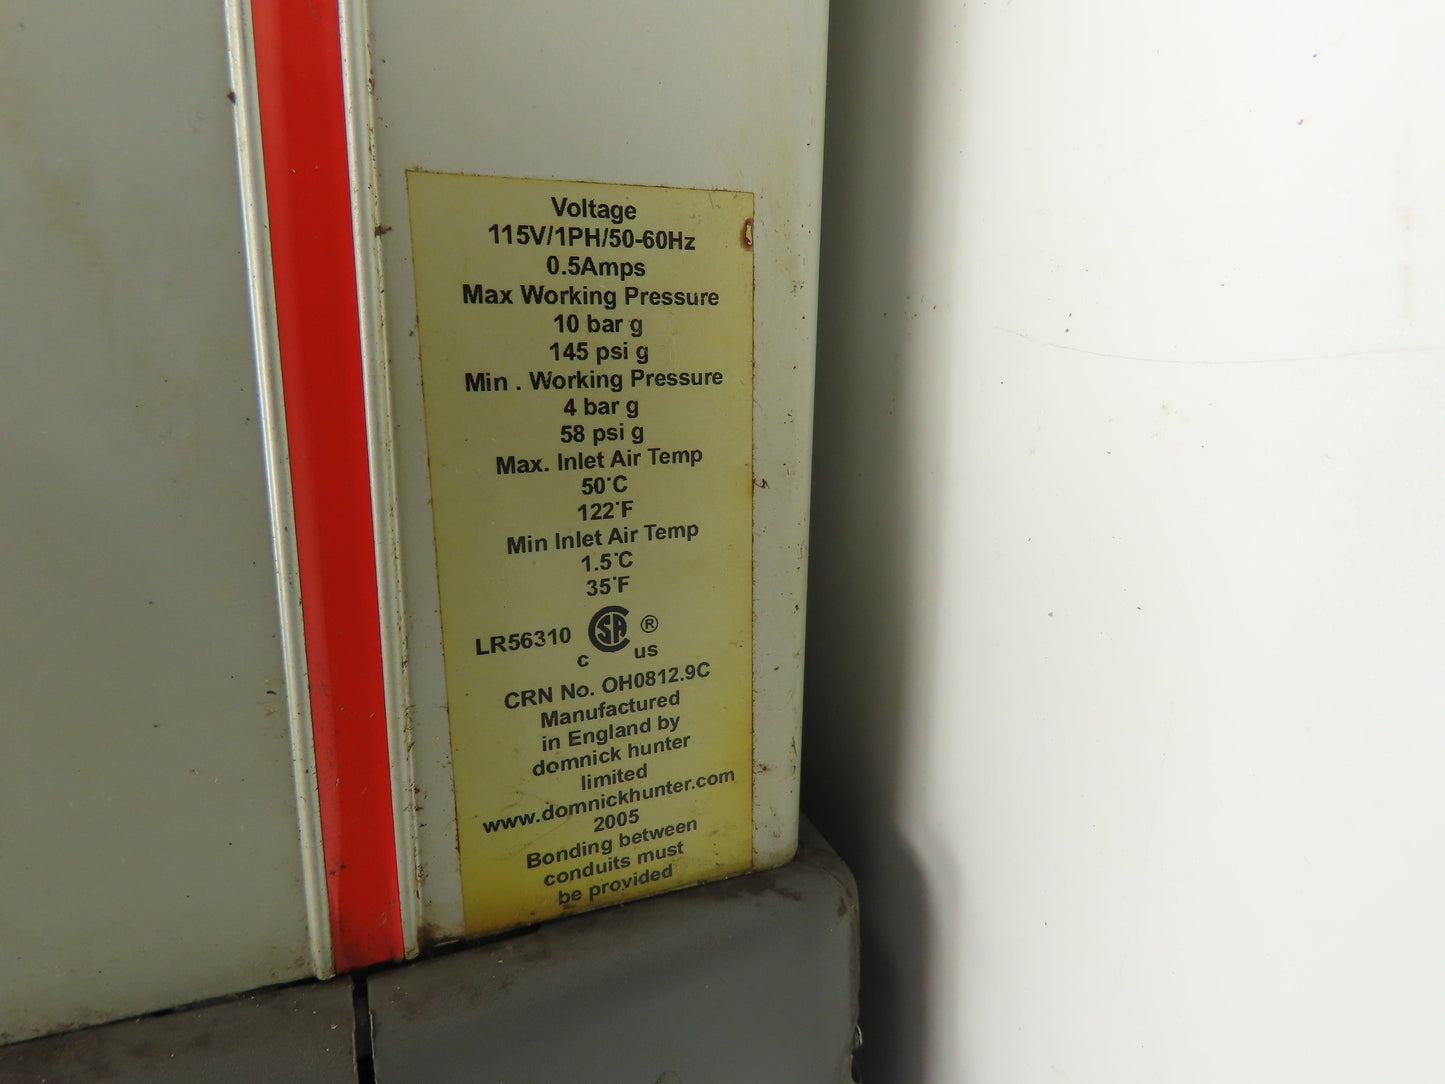 Voltage
115V/1PH/50-60Hz
0.5Amps
Max Working Pressure
10 bar g
145 psi g
Min . Working Pressure
4 bar g
58 psi g
Max. Inlet Air Temp
50°C
122°F
Min Inlet Air Temp
1.5°C
35°F
LR56310 CSA ®
c us
CRN No. OH0812.9C
Manufactured
in England by
domnick hunter
limited
www.domnickhunter.com
2005
Bonding between
conduits must
be provided